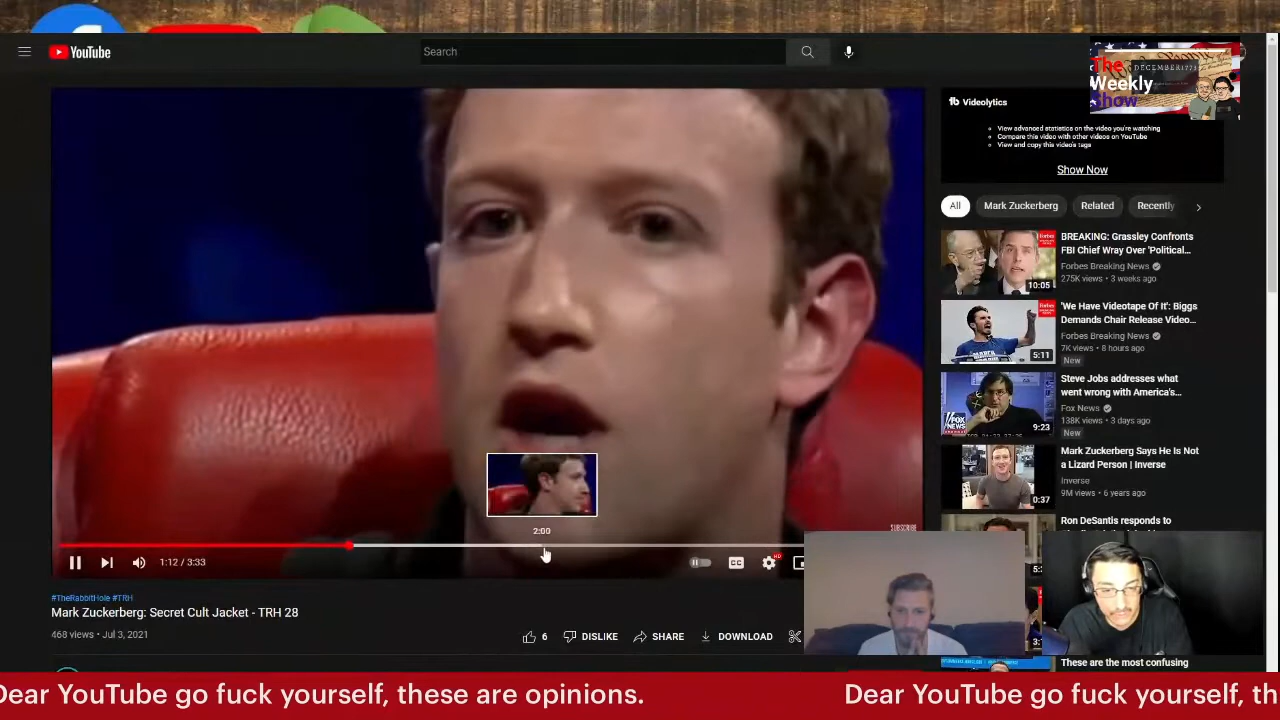 YouTube
Search
The
Weekly
Show
DECEMBER1773
Videolytics
View advanced statistics on the video you're watching
Compare this video with other videos on YouTube
View and copy this video's tags
Show Now
All
Mark Zuckerberg
Related
Recently
BREAKING: Grassley Confronts
FBI Chief Wray Over 'Political...
Forbes Breaking News
275K views • 3 weeks ago
10:05
'We Have Videotape Of It': Biggs
Demands Chair Release Video...
Forbes Breaking News
7K views • 8 hours ago
New
5:11
Steve Jobs addresses what
went wrong with America's...
Fox News
138K views • 3 days ago
New
9:23
Mark Zuckerberg Says He Is Not
a Lizard Person | Inverse
Inverse
9M views • 6 years ago
0:37
Ron DeSantis responds to
These are the most confusing
2:00
SUBSCRIBE
1:12 / 3:33
CC
HD
#TheRabbitHole #TRH
Mark Zuckerberg: Secret Cult Jacket - TRH 28
468 views • Jul 3, 2021
6
DISLIKE
SHARE
DOWNLOAD
Dear YouTube go fuck yourself, these are opinions.
Dear YouTube go fuck yourself, th